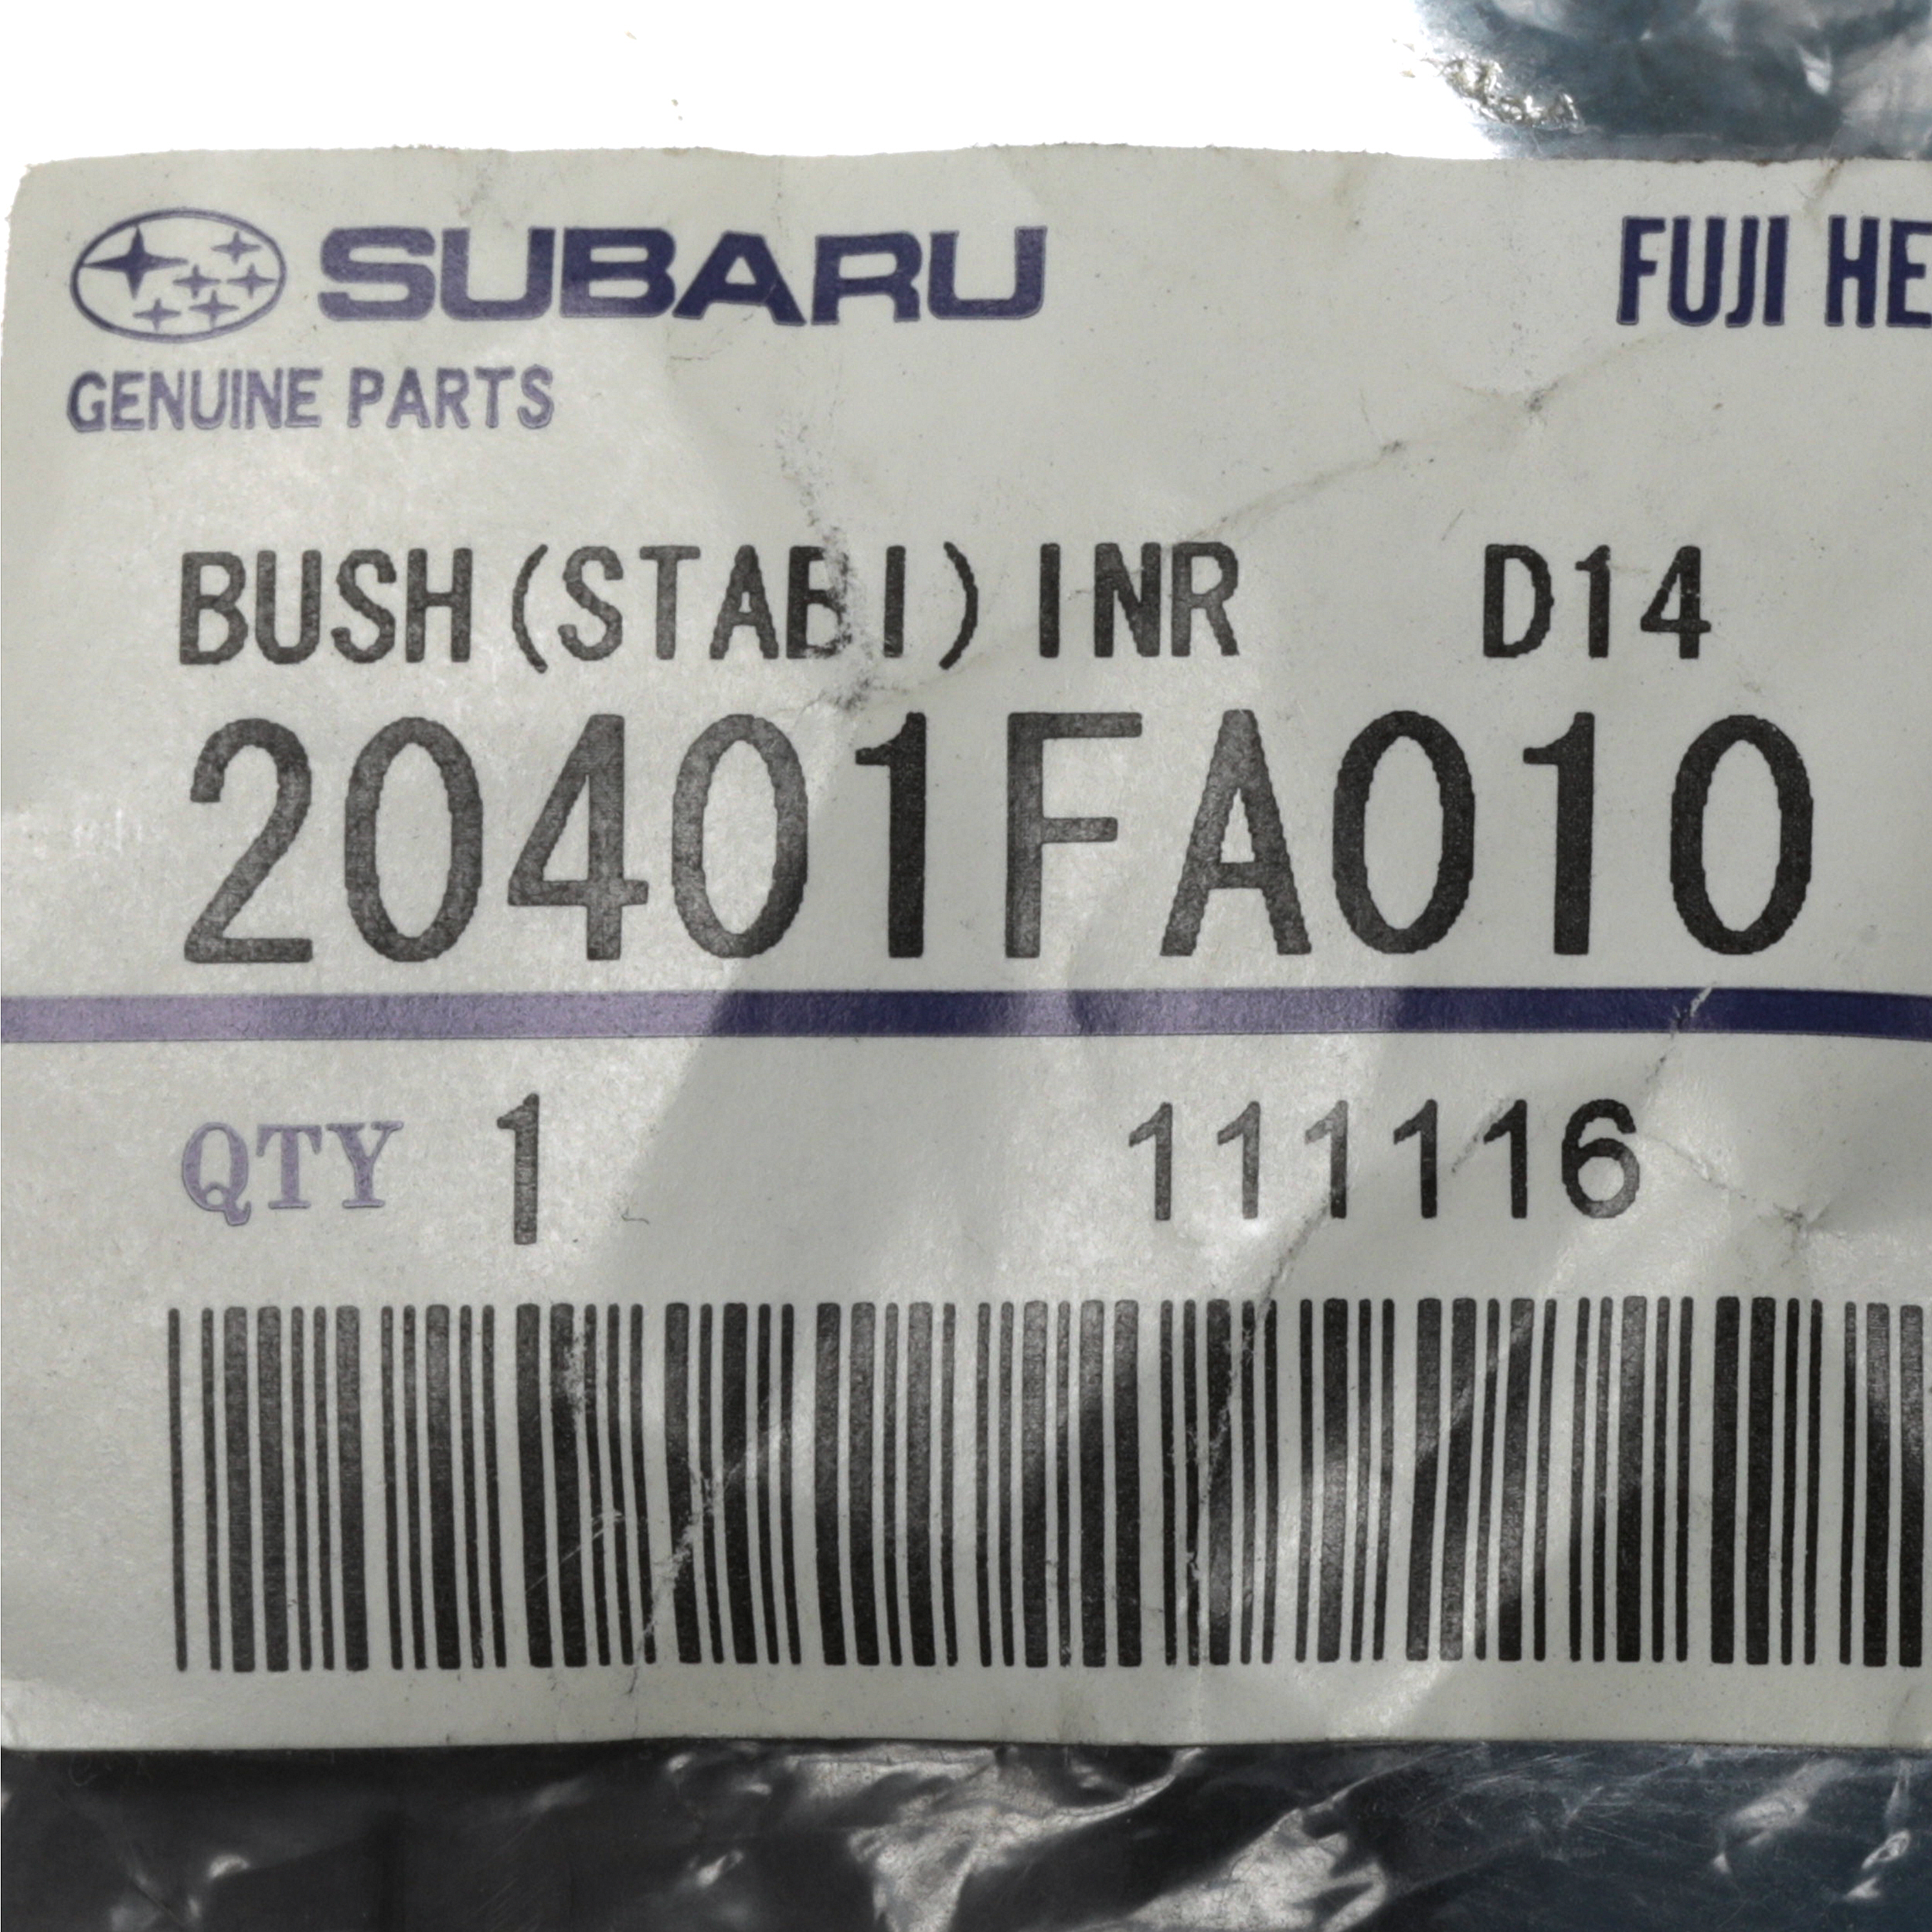 SUBARU FUJI HE
GENUINE PARTS
BUSH(STABI)INR D14
20401FA010
QTY 1 111116